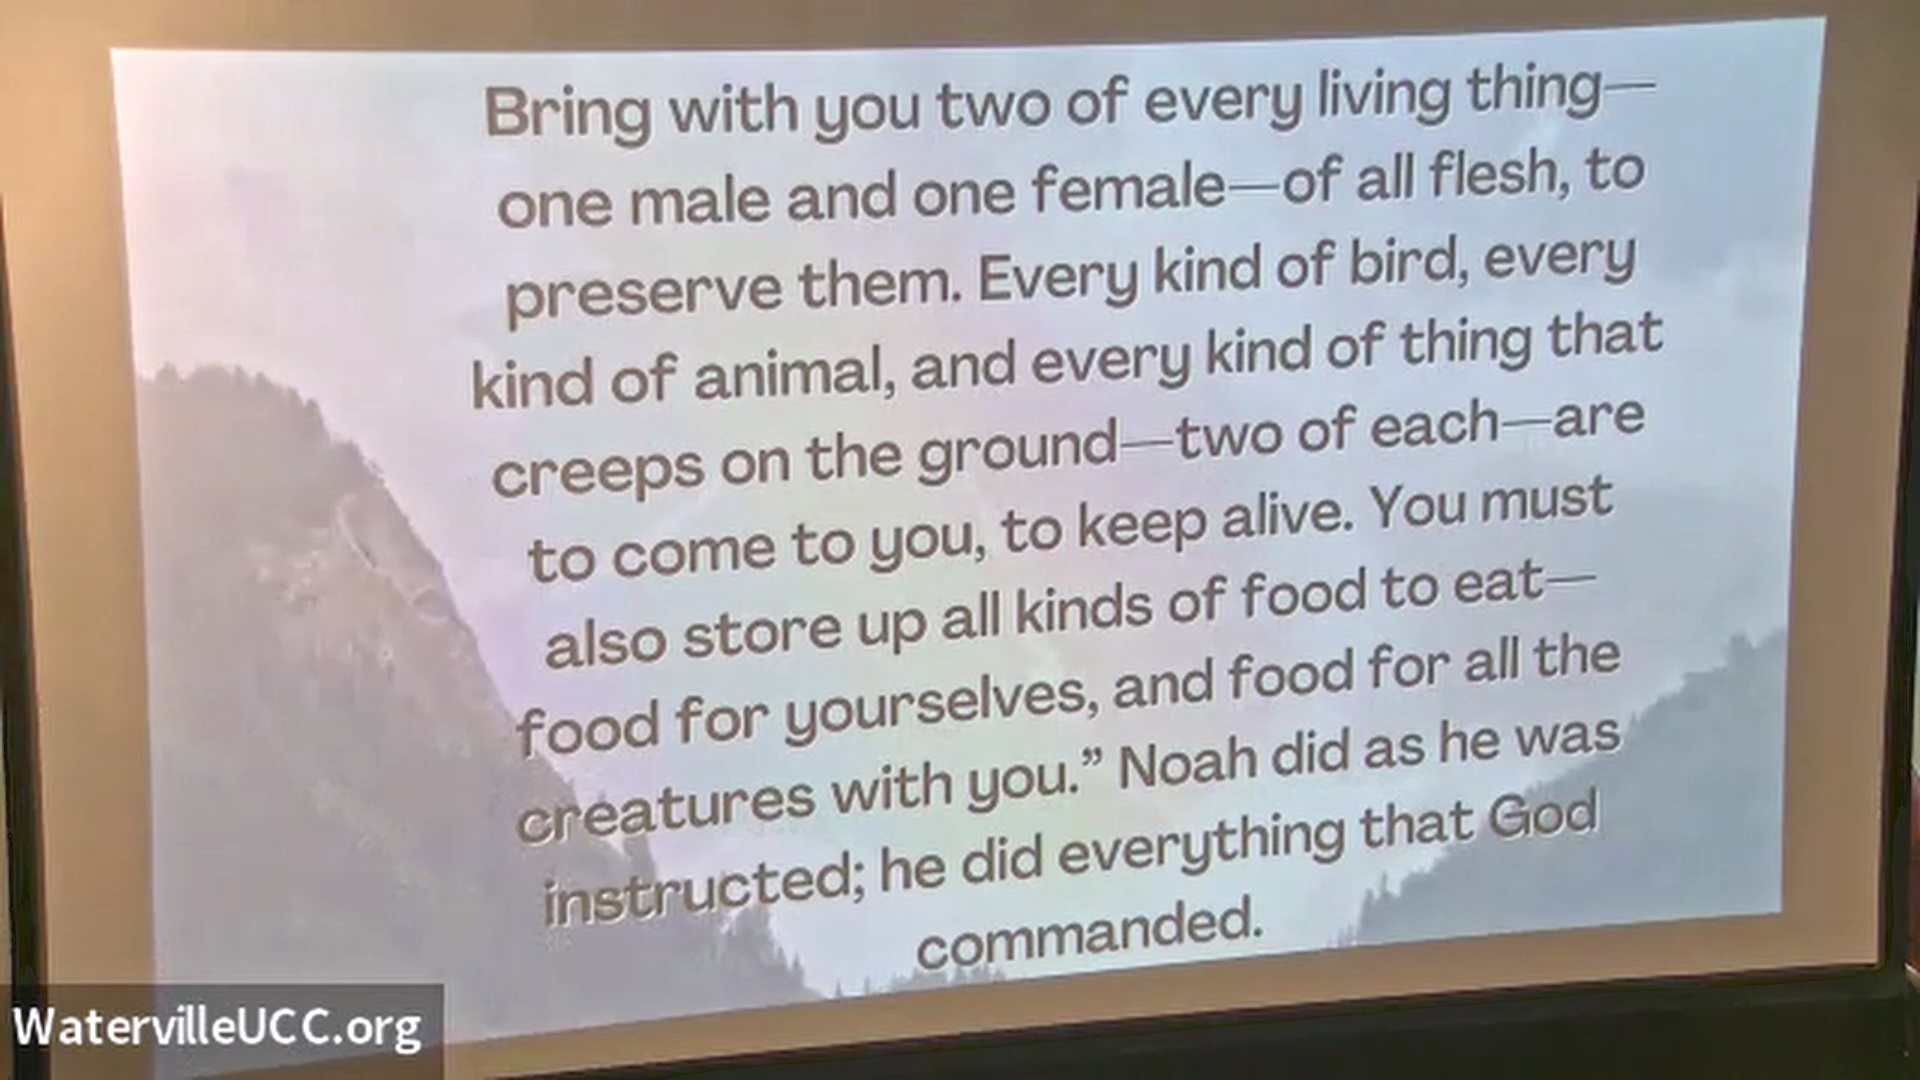 Bring with you two of every living thing—
one male and one female—of all flesh, to
preserve them. Every kind of bird, every
kind of animal, and every kind of thing that
creeps on the ground—two of each—are
to come to you, to keep alive. You must
also store up all kinds of food to eat—
food for yourselves, and food for all the
creatures with you.” Noah did as he was
instructed; he did everything that God
commanded.
WatervilleUCC.org